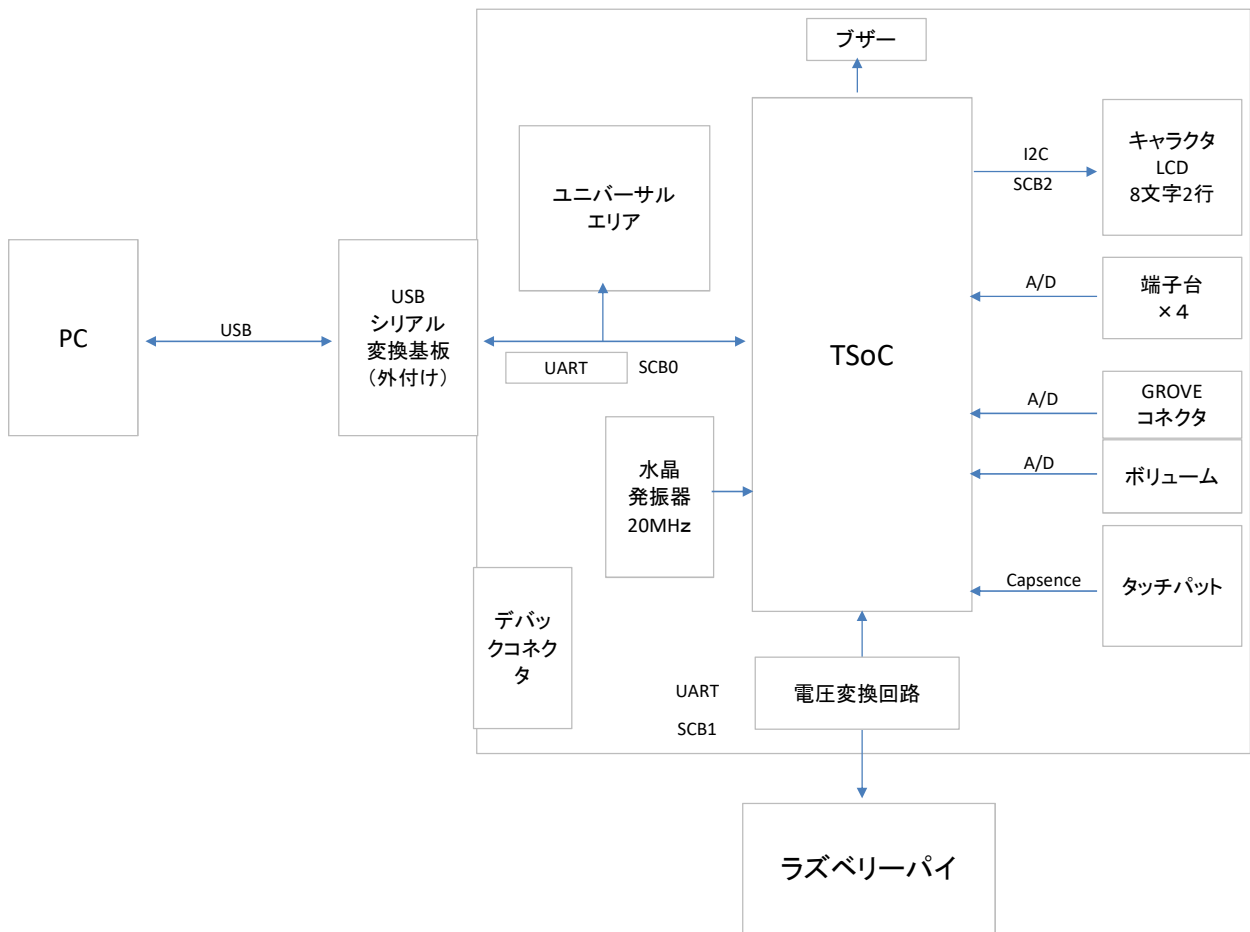 ブザー
キャラクタ
LCD
8文字2行
I2C
SCB2
ユニバーサル
エリア
PC
USB
USB
シリアル
変換基板
（外付け）
UART
SCB0
TSoC
A/D
端子台
×4
A/D
GROVE
コネクタ
A/D
ボリューム
水晶
発振器
20MHz
Capsence
タッチパット
デバッ
クコネク
タ
UART
SCB1
電圧変換回路
ラズベリーパイ